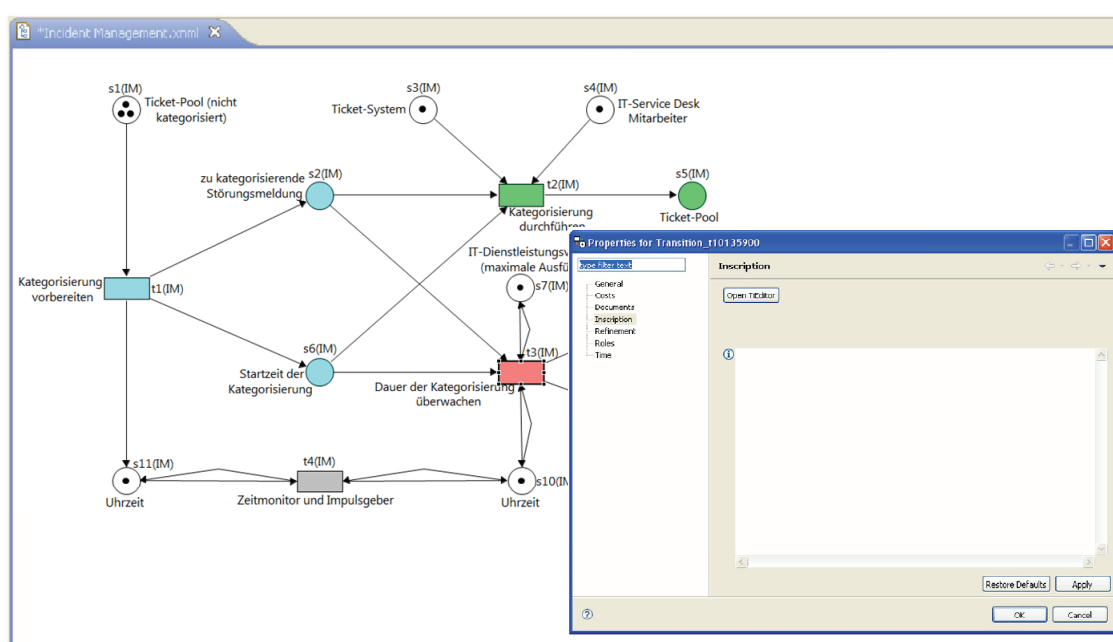 *Incident Management.xnml
s1(IM)
Ticket-Pool (nicht
kategorisiert)
s3(IM)
Ticket-System
s4(IM)
IT-Service Desk
Mitarbeiter
zu kategorisierende
Störungsmeldung
s2(IM)
t2(IM)
Kategorisierung
durchführen
s5(IM)
Ticket-Pool
Kategorisierung
vorbereiten
t1(IM)
IT-Dienstleistungsv
(maximale Ausfü
s7(IM)
s6(IM)
Startzeit der
Kategorisierung
t3(IM)
Dauer der Kategorisierung
überwachen
s11(IM)
Uhrzeit
t4(IM)
Zeitmonitor und Impulsgeber
s10(IM
Uhrzeit
Properties for Transition_t10135900
type filter text
General
Costs
Documents
Inscription
Refinement
Roles
Time
Inscription
Open TIEditor
Restore Defaults
Apply
OK
Cancel